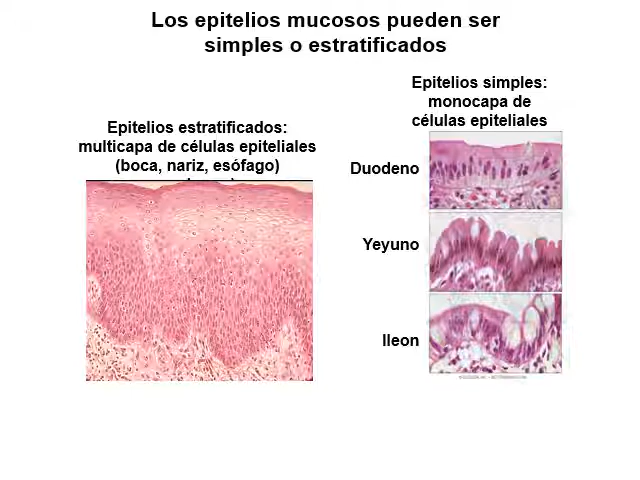 Los epitelios mucosos pueden ser
simples o estratificados
Epitelios simples:
monocapa de
células epiteliales
Epitelios estratificados:
multicapa de células epiteliales
(boca, nariz, esófago)
Duodeno
Yeyuno
Ileon